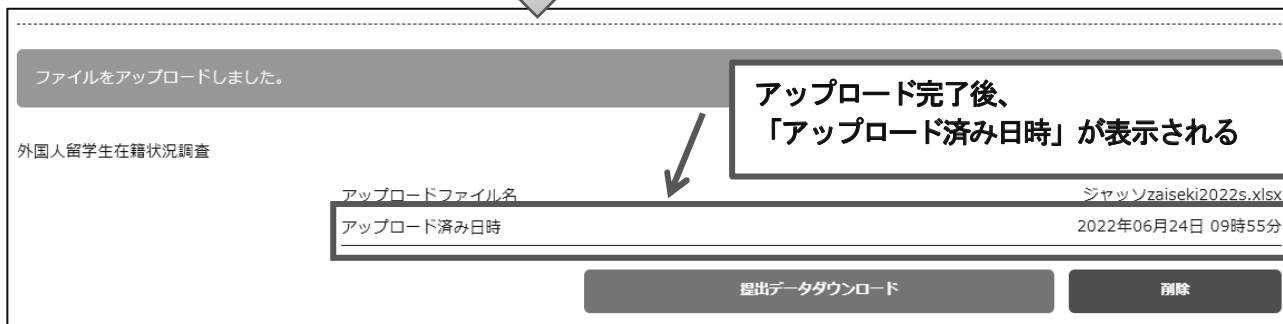 ファイルをアップロードしました。
アップロード完了後、
「アップロード済み日時」が表示される
外国人留学生在籍状況調査
アップロードファイル名 ジャッソzaiseki2022s.xlsx
アップロード済み日時 2022年06月24日 09時55分
提出データダウンロード 削除